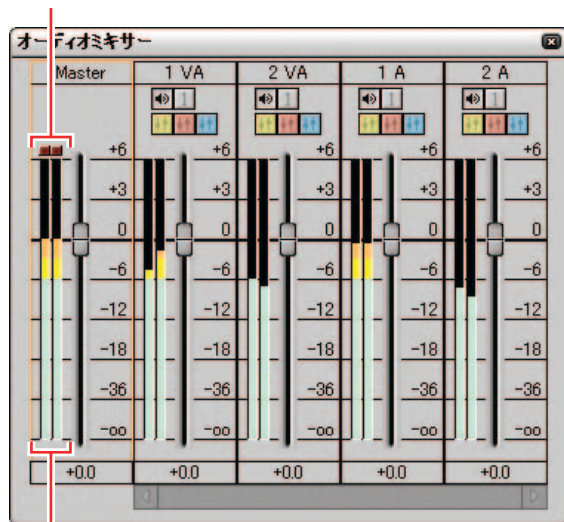 オーディオミキサー
Master 1 VA 2 VA 1 A 2 A
1 1 1 1
+6 +6 +6 +6 +6
+3 +3 +3 +3 +3
0 0 0 0 0
-6 -6 -6 -6 -6
-12 -12 -12 -12 -12
-18 -18 -18 -18 -18
-36 -36 -36 -36 -36
-oo -oo -oo -oo -oo
+0.0 +0.0 +0.0 +0.0 +0.0